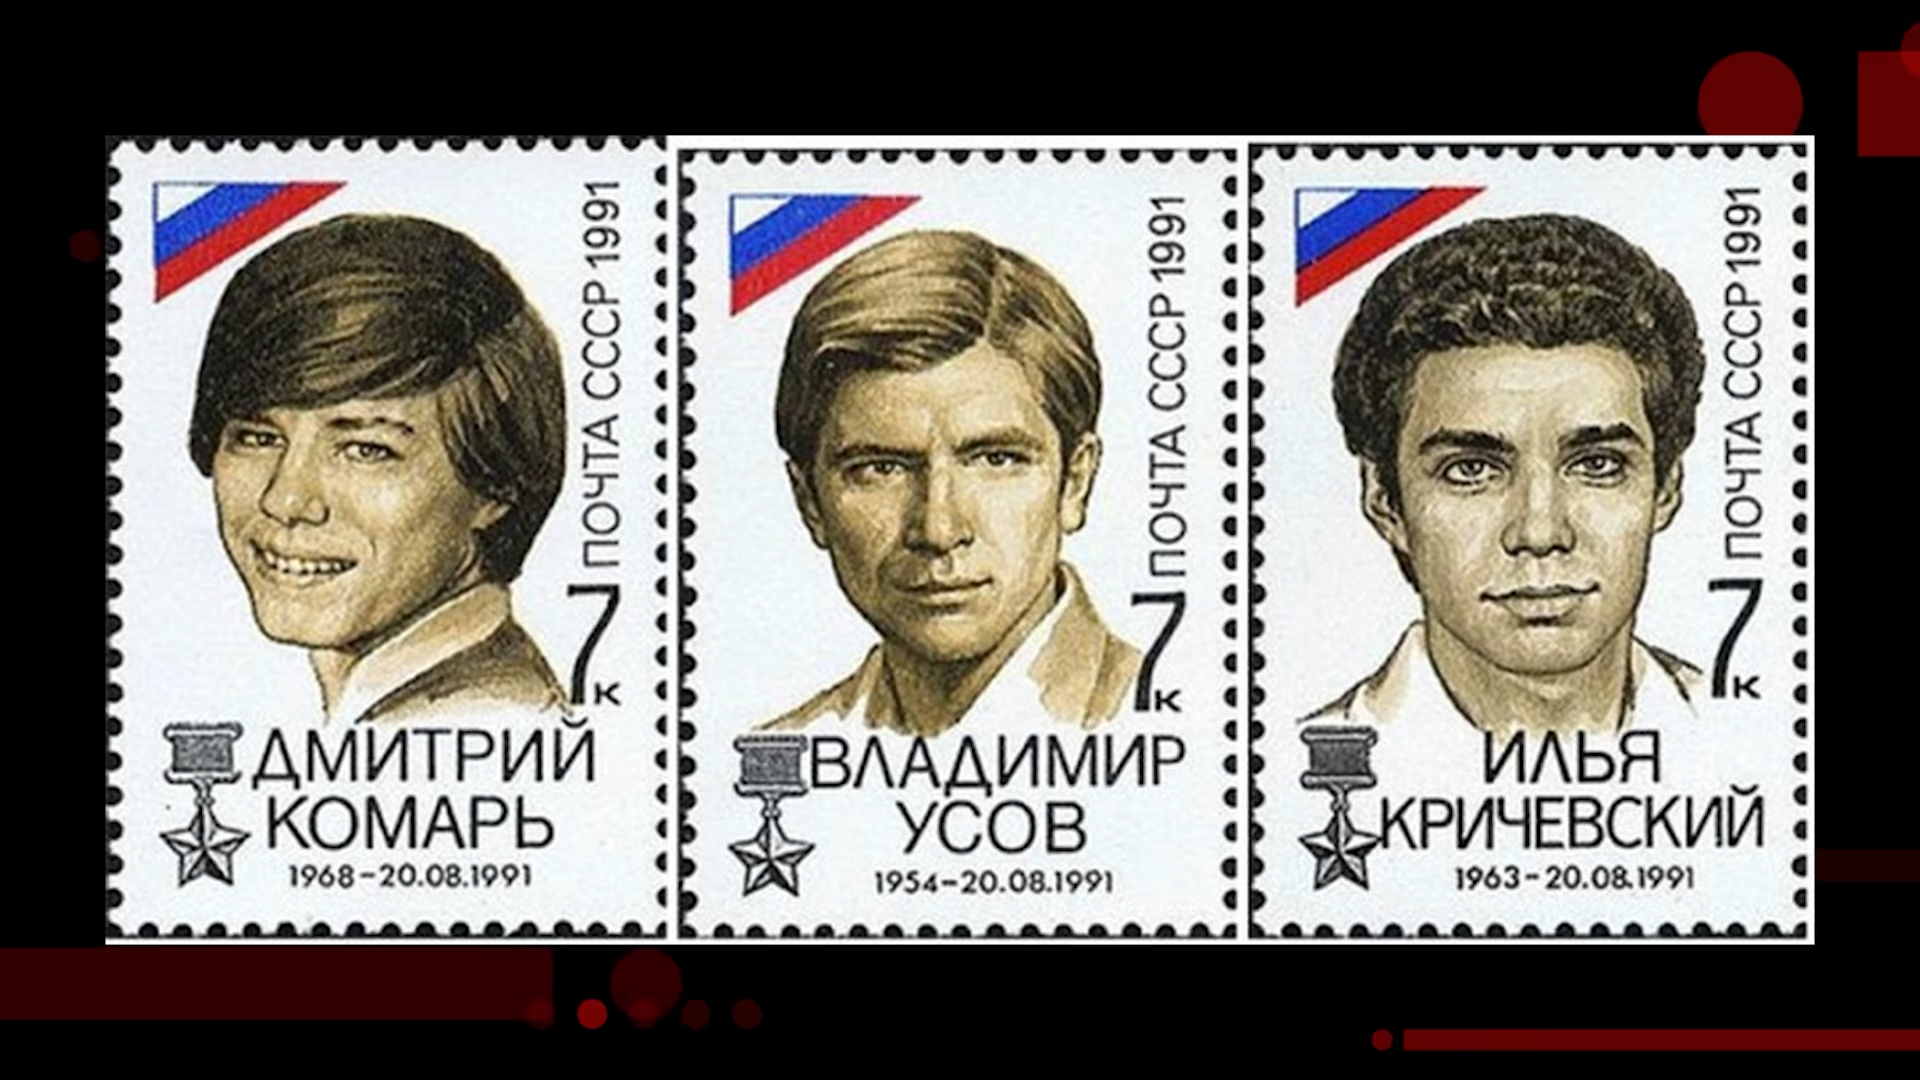 ПОЧТА СССР 1991
7к
ДМИТРИЙ
КОМАРЬ
1968-20.08.1991
ПОЧТА СССР 1991
7к
ВЛАДИМИР
УСОВ
1954-20.08.1991
ПОЧТА СССР 1991
7к
ИЛЬЯ
КРИЧЕВСКИЙ
1963-20.08.1991